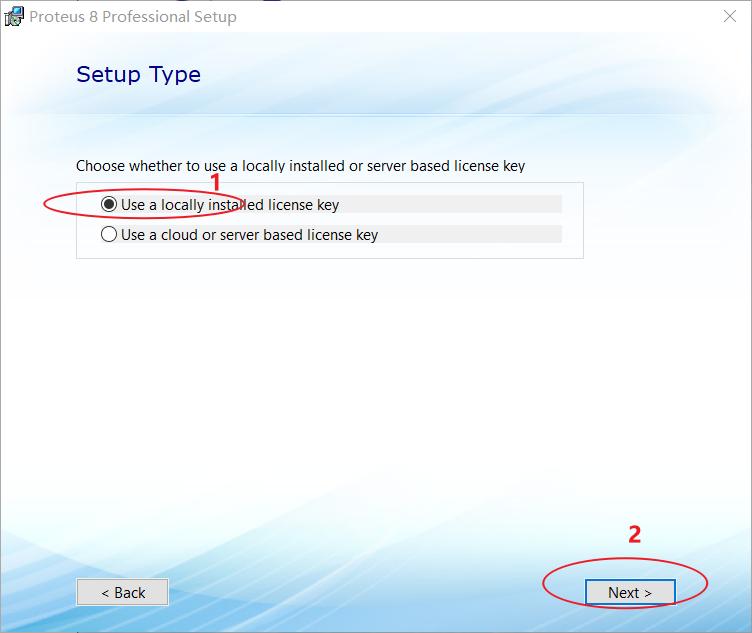 Proteus 8 Professional Setup
Setup Type
Choose whether to use a locally installed or server based license key
1
Use a locally installed license key
Use a cloud or server based license key
2
< Back
Next >